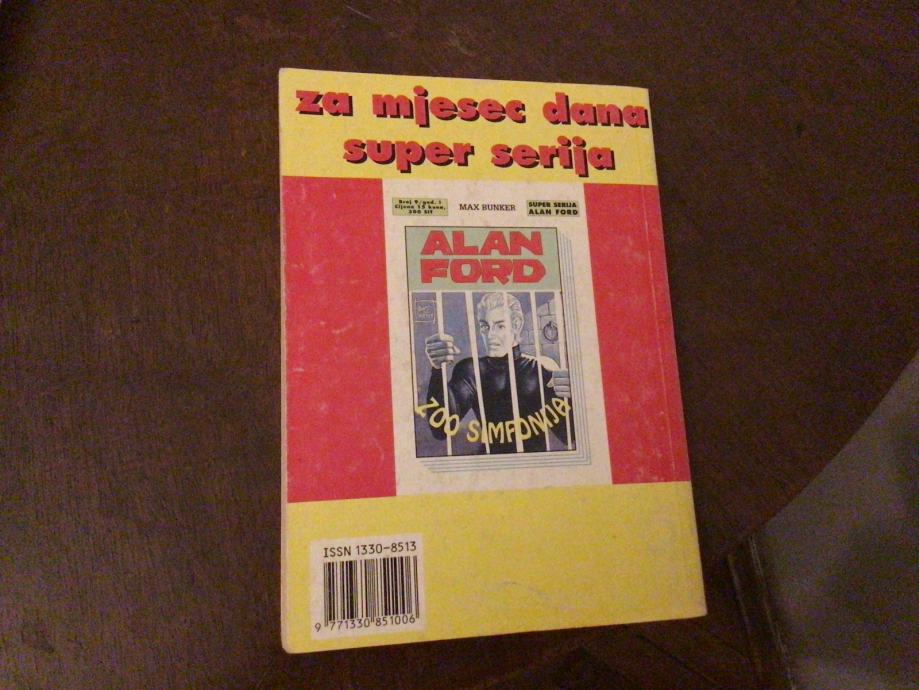 za mjesec dana
super serija
Broj 9/god. I
Cijena 15 kuna,
300 SIT
MAX BUNKER
SUPER SERIJA
ALAN FORD
ALAN
FORD
ZOO SIMFONIJA
ISSN 1330-8513
9 771330 851006